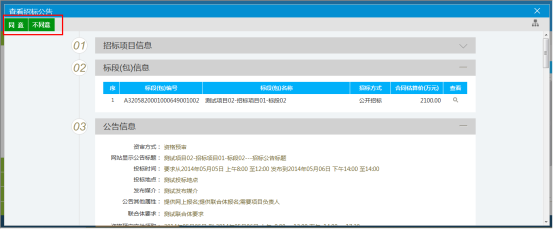 查看招标公告
同意 不同意
01 招标项目信息
02 标段(包)信息
序 标段(包)编号 标段(包)名称 招标方式 合同估算价(万元) 查看
1 A3205820001000649001002 测试项目02-招标项目01-标段02 公开招标 2100.00
03 公告信息
资审方式： 资格预审
网站显示公告标题： 测试项目02-招标项目01-标段02---招标公告标题
投标时间： 要求从2014年05月05日 上午8:00 至12:00 发布到2014年05月06日 下午14:00 至14:00
投标地点： 测试投标地点
发布媒介： 测试发布媒介
公告其他属性： 提供网上报名;提供联合体报名;需要项目负责人
联合体要求： 测试联合体要求